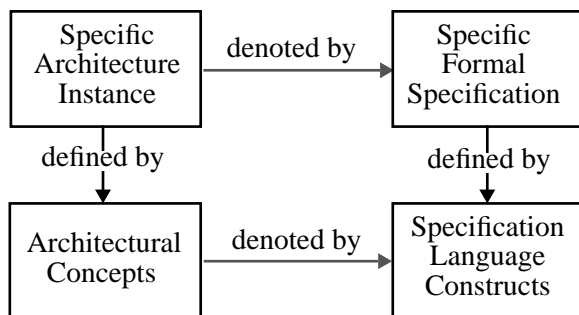 Specific
Architecture
Instance
denoted by
Specific
Formal
Specification
defined by
defined by
Architectural
Concepts
denoted by
Specification
Language
Constructs